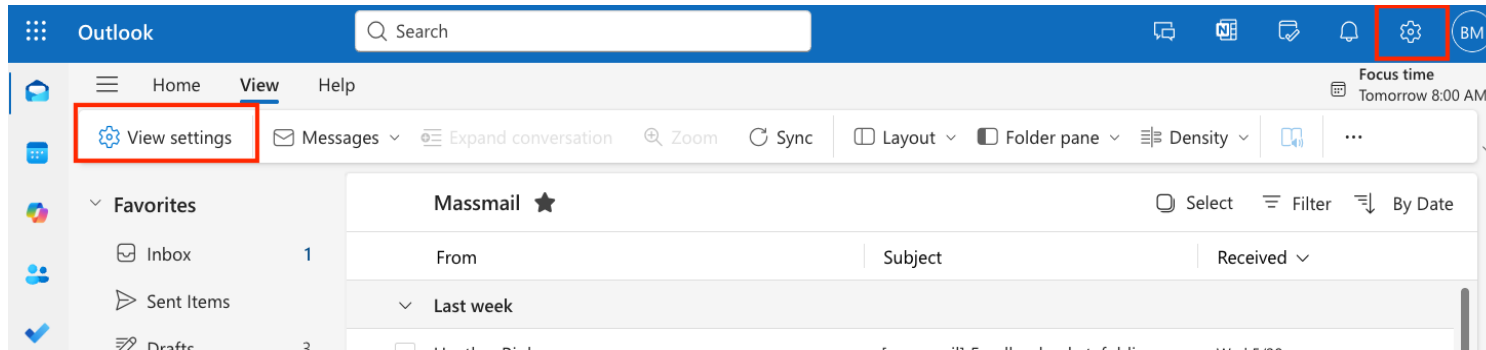 Outlook Search BM
Home View Help Focus time
Tomorrow 8:00 AM
View settings Messages Expand conversation Zoom Sync Layout Folder pane Density ...
Favorites Massmail Select Filter By Date
Inbox 1 From Subject Received
Sent Items Last week
Drafts 3